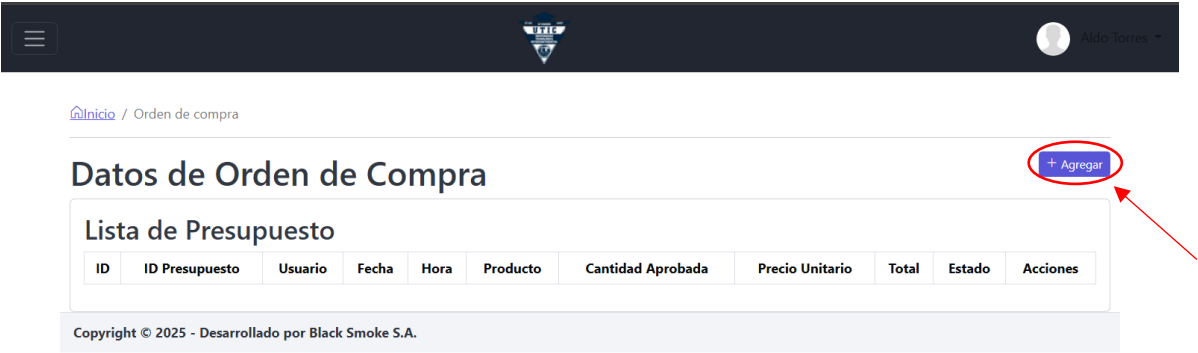 UTIC
Aldo Torres
Inicio / Orden de compra
Datos de Orden de Compra
+ Agregar
Lista de Presupuesto
ID ID Presupuesto Usuario Fecha Hora Producto Cantidad Aprobada Precio Unitario Total Estado Acciones
Copyright © 2025 - Desarrollado por Black Smoke S.A.